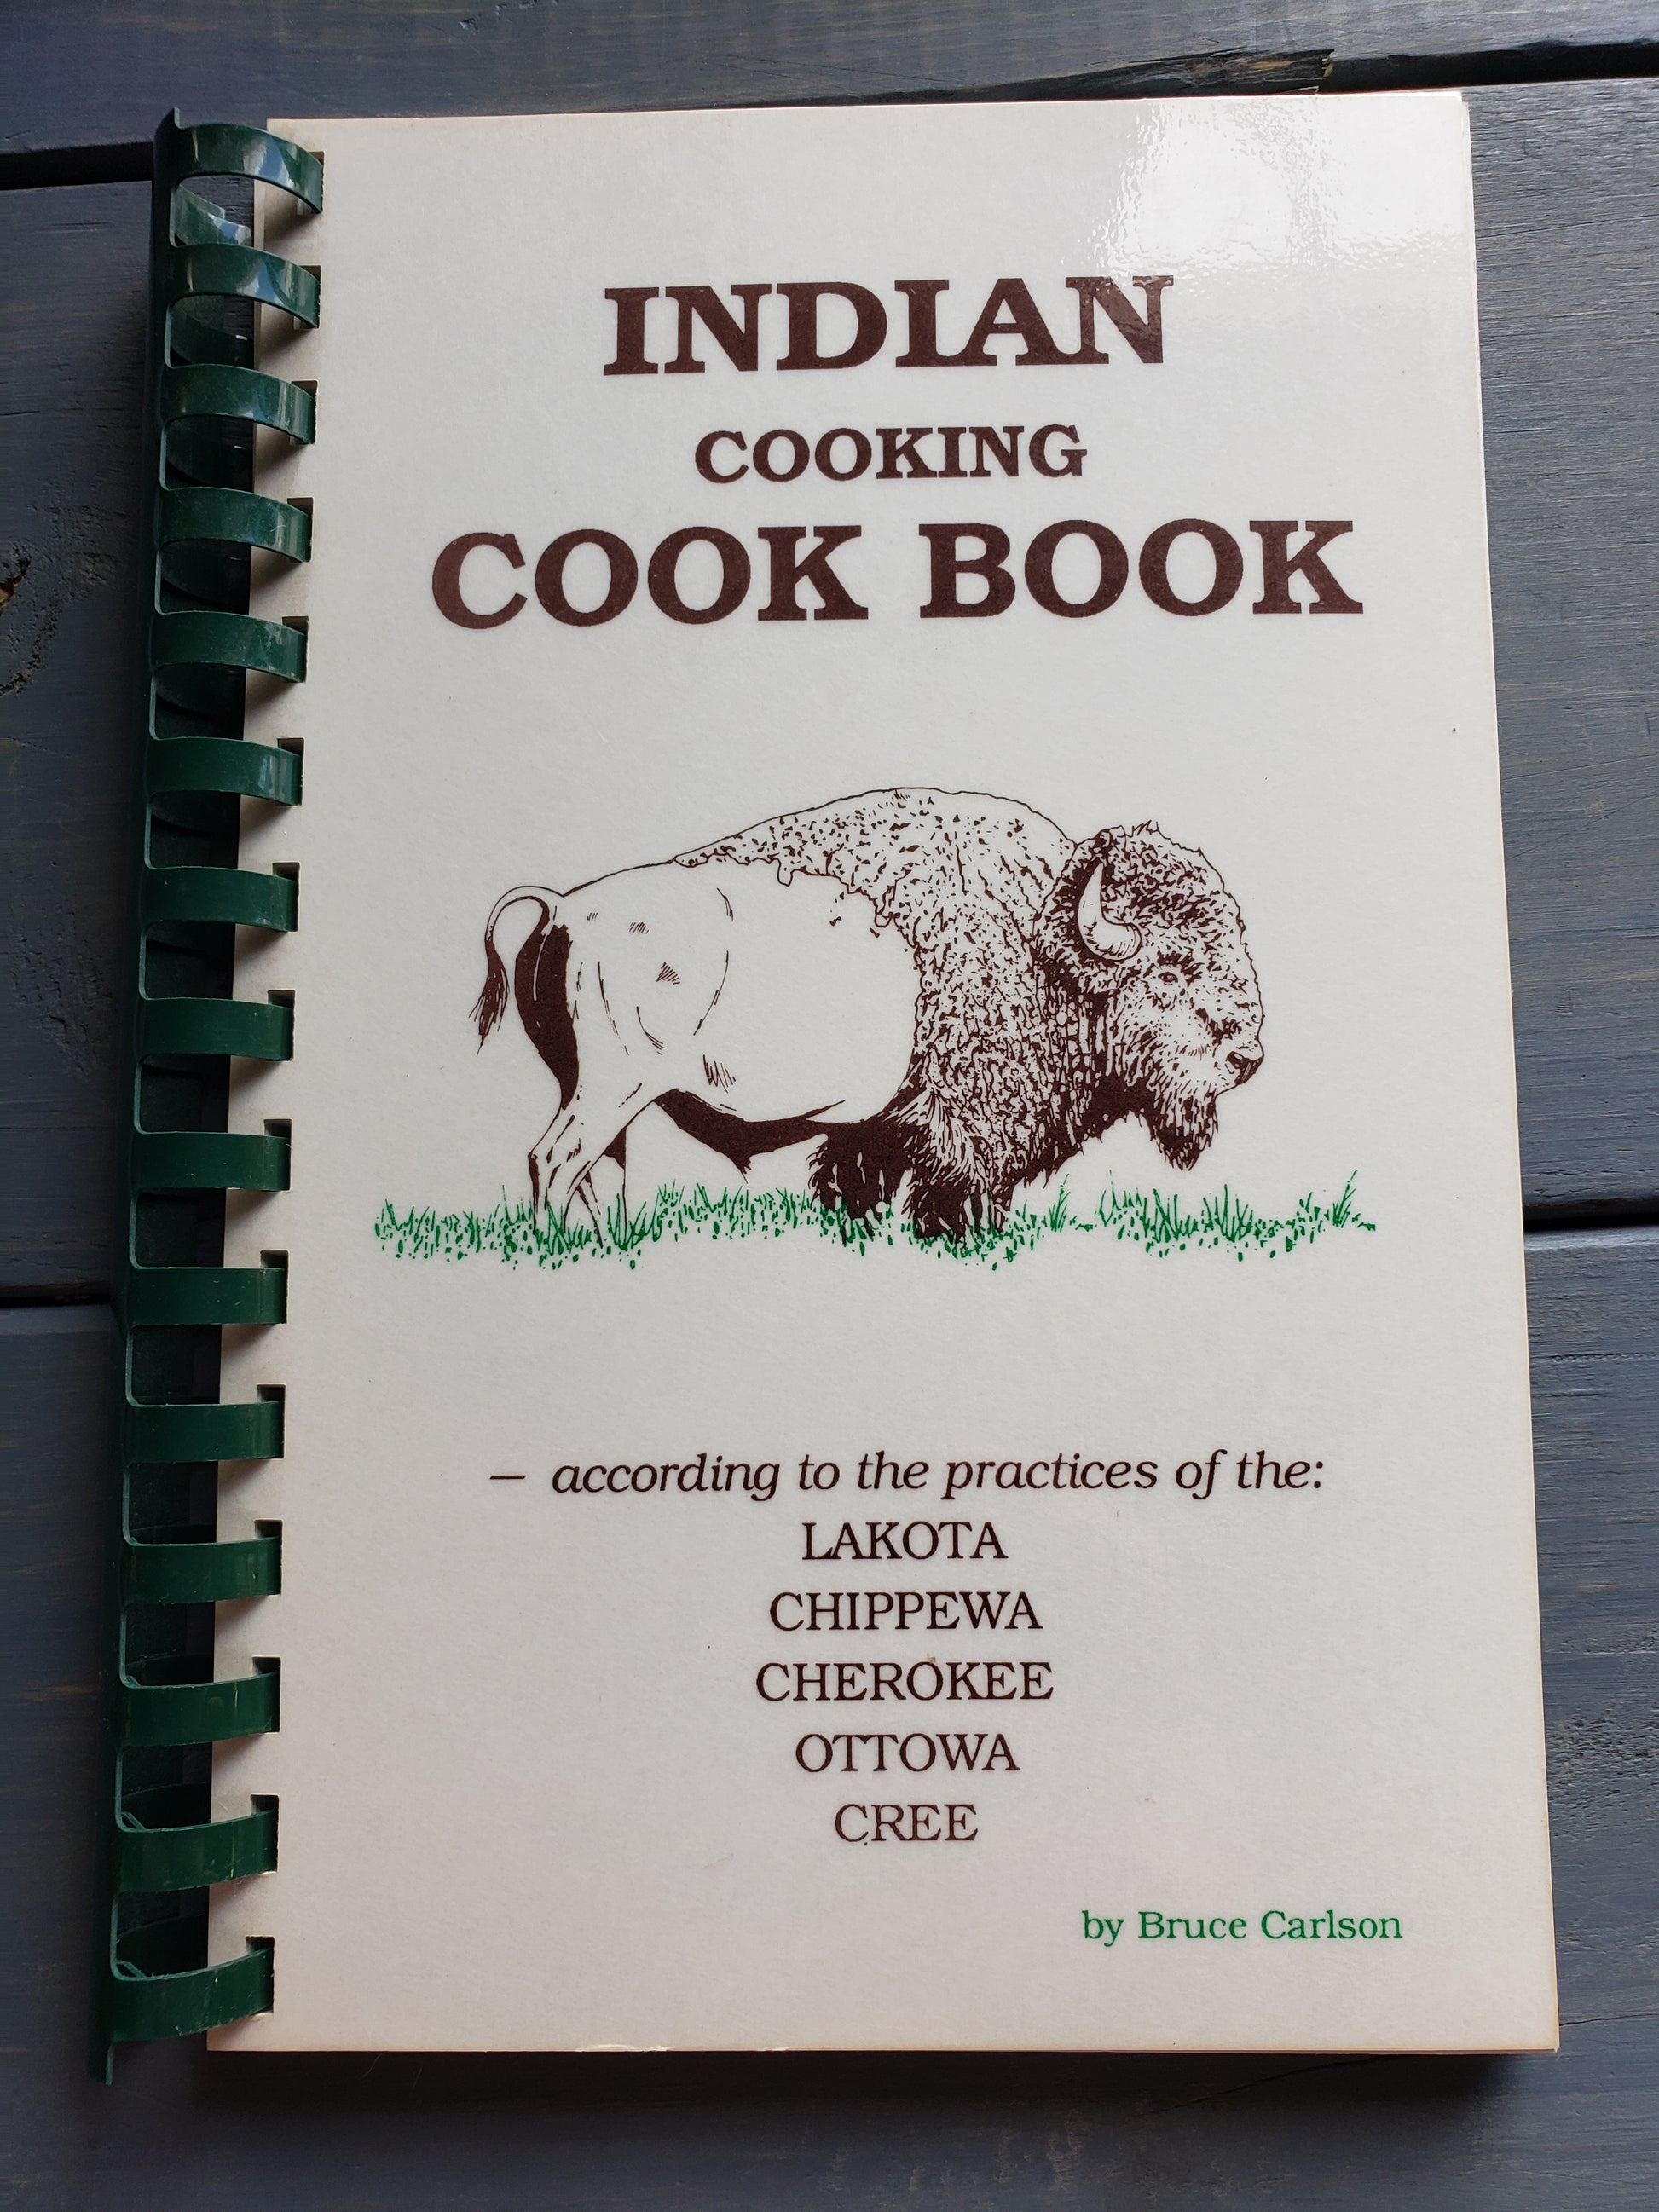 INDIAN
COOKING
COOK BOOK
– according to the practices of the:
LAKOTA
CHIPPEWA
CHEROKEE
OTTOWA
CREE
by Bruce Carlson